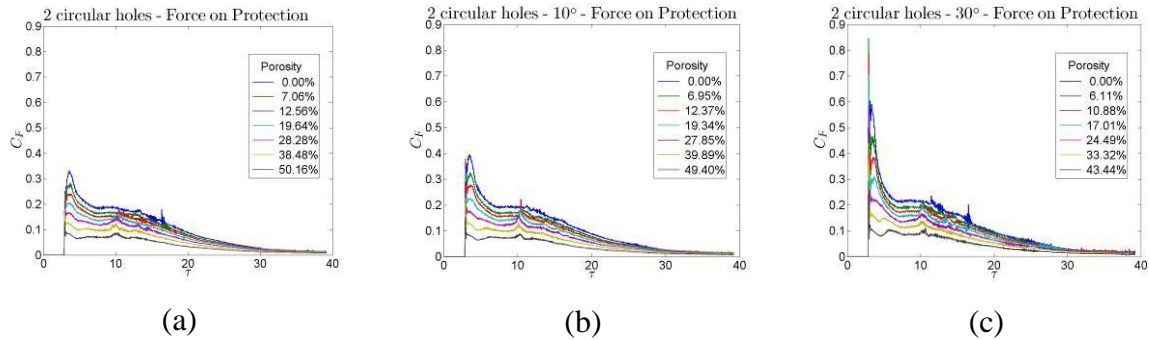 2 circular holes - Force on Protection
0.9
0.8
0.7
0.6
0.5
0.4
0.3
0.2
0.1
0
C_F
Porosity
0.00%
7.06%
12.56%
19.64%
28.28%
38.48%
50.16%
0 10 20 30 40
τ
(a)
2 circular holes - 10° - Force on Protection
0.9
0.8
0.7
0.6
0.5
0.4
0.3
0.2
0.1
0
C_F
Porosity
0.00%
6.95%
12.37%
19.34%
27.85%
39.89%
49.40%
0 10 20 30 40
τ
(b)
2 circular holes - 30° - Force on Protection
0.9
0.8
0.7
0.6
0.5
0.4
0.3
0.2
0.1
0
C_F
Porosity
0.00%
6.11%
10.88%
17.01%
24.49%
33.32%
43.44%
0 10 20 30 40
τ
(c)